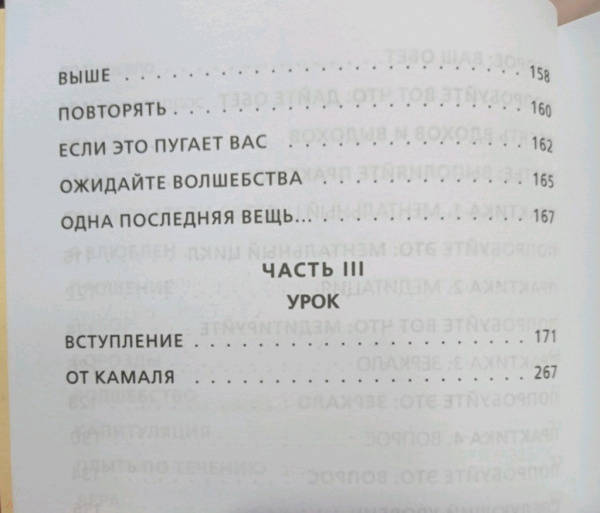 ВЫШЕ . . . . . . . . . . . . . . . . . . . . . . . . . . . 158
ПОВТОРЯТЬ . . . . . . . . . . . . . . . . . . . . . . . 160
ЕСЛИ ЭТО ПУГАЕТ ВАС . . . . . . . . . . . . . . . 162
ОЖИДАЙТЕ ВОЛШЕБСТВА . . . . . . . . . . . . . 165
ОДНА ПОСЛЕДНЯЯ ВЕЩЬ... . . . . . . . . . . . . 167
ЧАСТЬ III
УРОК
ВСТУПЛЕНИЕ . . . . . . . . . . . . . . . . . . . . . . 171
ОТ КАМАЛЯ . . . . . . . . . . . . . . . . . . . . . . . 267